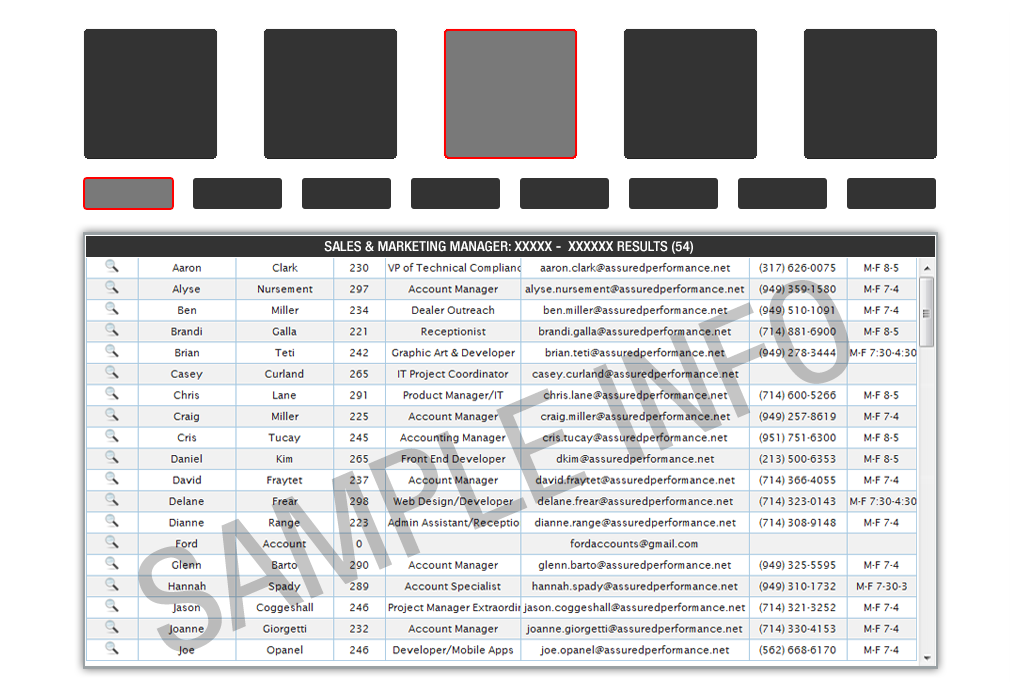 SALES & MARKETING MANAGER: XXXXX - XXXXXX RESULTS (54)
Aaron Clark 230 VP of Technical Complianc aaron.clark@assuredperformance.net (317) 626-0075 M-F 8-5
Alyse Nursement 297 Account Manager alyse.nursement@assuredperformance.net (949) 359-1580 M-F 7-4
Ben Miller 234 Dealer Outreach ben.miller@assuredperformance.net (949) 510-1091 M-F 7-4
Brandi Galla 221 Receptionist brandi.galla@assuredperformance.net (714) 881-6900 M-F 8-5
Brian Teti 242 Graphic Art & Developer brian.teti@assuredperformance.net (949) 278-3444 M-F 7:30-4:30
Casey Curland 265 IT Project Coordinator casey.curland@assuredperformance.net
Chris Lane 291 Product Manager/IT chris.lane@assuredperformance.net (714) 600-5266 M-F 8-5
Craig Miller 225 Account Manager craig.miller@assuredperformance.net (949) 257-8619 M-F 7-4
Cris Tucay 245 Accounting Manager cris.tucay@assuredperformance.net (951) 751-6300 M-F 8-5
Daniel Kim 265 Front End Developer dkim@assuredperformance.net (213) 500-6353 M-F 8-5
David Fraytet 237 Account Manager david.fraytet@assuredperformance.net (714) 366-4055 M-F 7-4
Delane Frear 298 Web Design/Developer delane.frear@assuredperformance.net (714) 323-0143 M-F 7:30-4:30
Dianne Range 223 Admin Assistant/Receptio dianne.range@assuredperformance.net (714) 308-9148 M-F 7-4
Ford Account 0 fordaccounts@gmail.com
Glenn Barto 290 Account Manager glenn.barto@assuredperformance.net (949) 325-5595 M-F 7-4
Hannah Spady 289 Account Specialist hannah.spady@assuredperformance.net (949) 310-1732 M-F 7-30-3
Jason Coggeshall 246 Project Manager Extraordin jason.coggeshall@assuredperformance.net (714) 321-3252 M-F 7-4
Joanne Giorgetti 232 Account Manager joanne.giorgetti@assuredperformance.net (714) 330-4153 M-F 7-4
Joe Opanel 246 Developer/Mobile Apps joe.opanel@assuredperformance.net (562) 668-6170 M-F 7-4
SAMPLE INFO